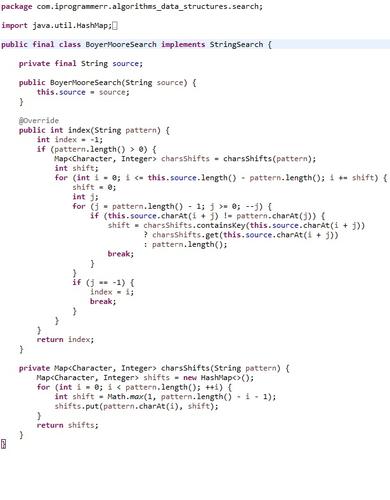 package com.iprogrammerr.algorithms_data_structures.search;
import java.util.HashMap;
public final class BoyerMooreSearch implements StringSearch {
private final String source;
public BoyerMooreSearch(String source) {
this.source = source;
}
@Override
public int index(String pattern) {
int index = -1;
if (pattern.length() > 0) {
Map<Character, Integer> charsShifts = charsShifts(pattern);
int shift;
for (int i = 0; i <= this.source.length() - pattern.length(); i += shift) {
shift = 0;
int j;
for (j = pattern.length() - 1; j >= 0; --j) {
if (this.source.charAt(i + j) != pattern.charAt(j)) {
shift = charsShifts.containsKey(this.source.charAt(i + j))
? charsShifts.get(this.source.charAt(i + j))
: pattern.length();
break;
}
}
if (j == -1) {
index = i;
break;
}
}
}
return index;
}
private Map<Character, Integer> charsShifts(String pattern) {
Map<Character, Integer> shifts = new HashMap<>();
for (int i = 0; i < pattern.length(); ++i) {
int shift = Math.max(1, pattern.length() - i - 1);
shifts.put(pattern.charAt(i), shift);
}
return shifts;
}
}